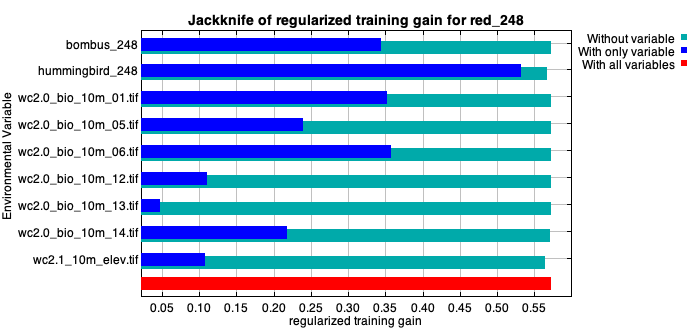 Jackknife of regularized training gain for red_248
Without variable
With only variable
With all variables
Environmental Variable
bombus_248
hummingbird_248
wc2.0_bio_10m_01.tif
wc2.0_bio_10m_05.tif
wc2.0_bio_10m_06.tif
wc2.0_bio_10m_12.tif
wc2.0_bio_10m_13.tif
wc2.0_bio_10m_14.tif
wc2.1_10m_elev.tif
0.05 0.10 0.15 0.20 0.25 0.30 0.35 0.40 0.45 0.50 0.55
regularized training gain